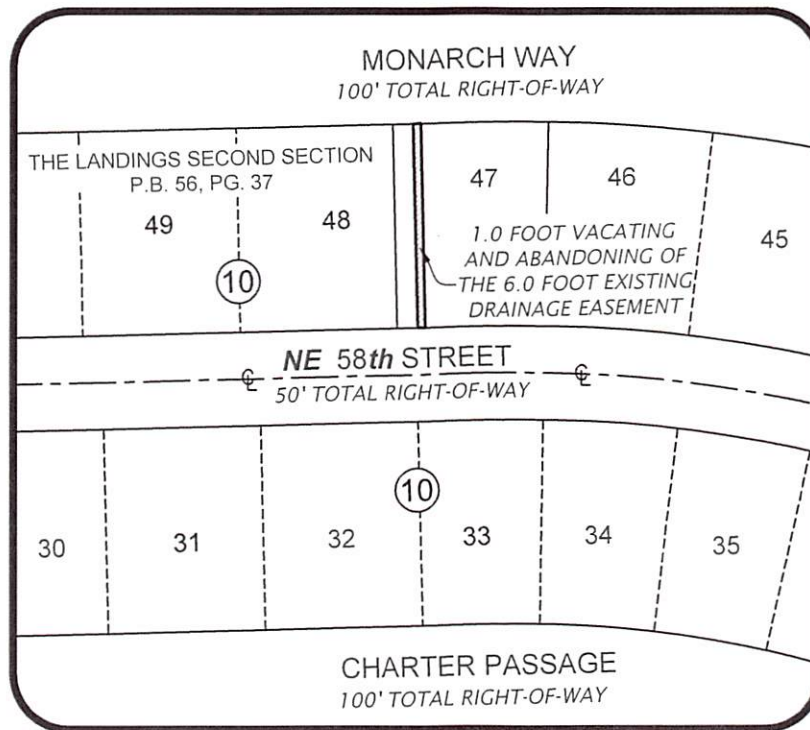 MONARCH WAY
100' TOTAL RIGHT-OF-WAY
THE LANDINGS SECOND SECTION
P.B. 56, PG. 37
49
48
47
46
45
10
1.0 FOOT VACATING
AND ABANDONING OF
THE 6.0 FOOT EXISTING
DRAINAGE EASEMENT
NE 58th STREET
℄
℄
50' TOTAL RIGHT-OF-WAY
10
30
31
32
33
34
35
CHARTER PASSAGE
100' TOTAL RIGHT-OF-WAY